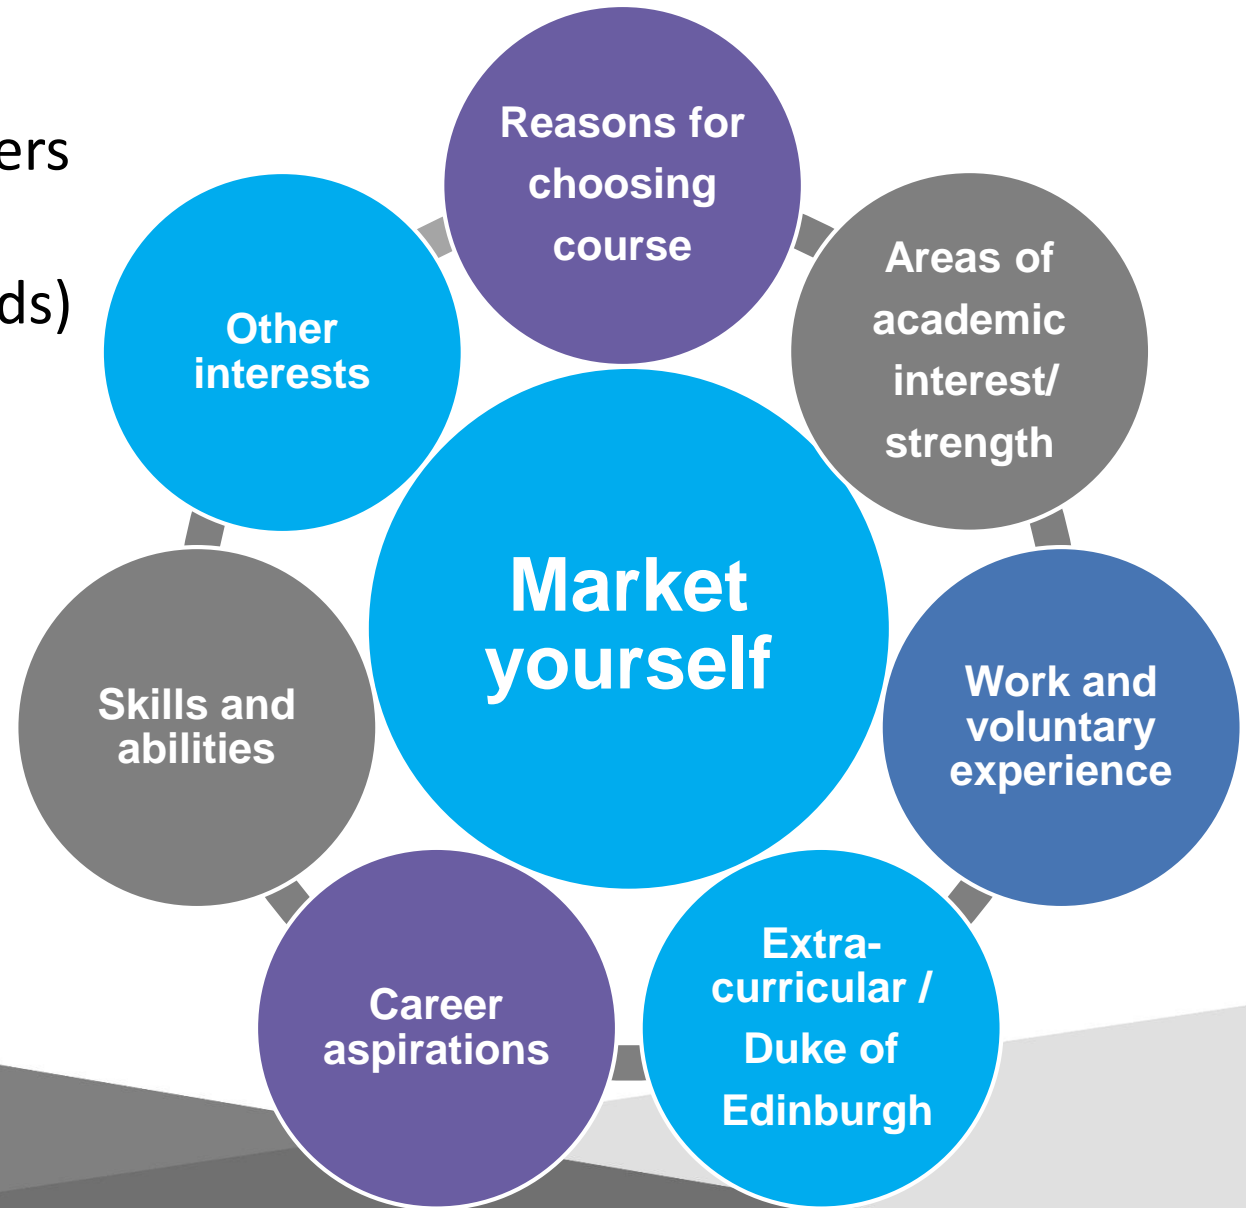 ers
ds)
Reasons for
choosing
course
Areas of
academic
interest/
strength
Work and
voluntary
experience
Extra-
curricular /
Duke of
Edinburgh
Career
aspirations
Skills and
abilities
Other
interests
Market
yourself